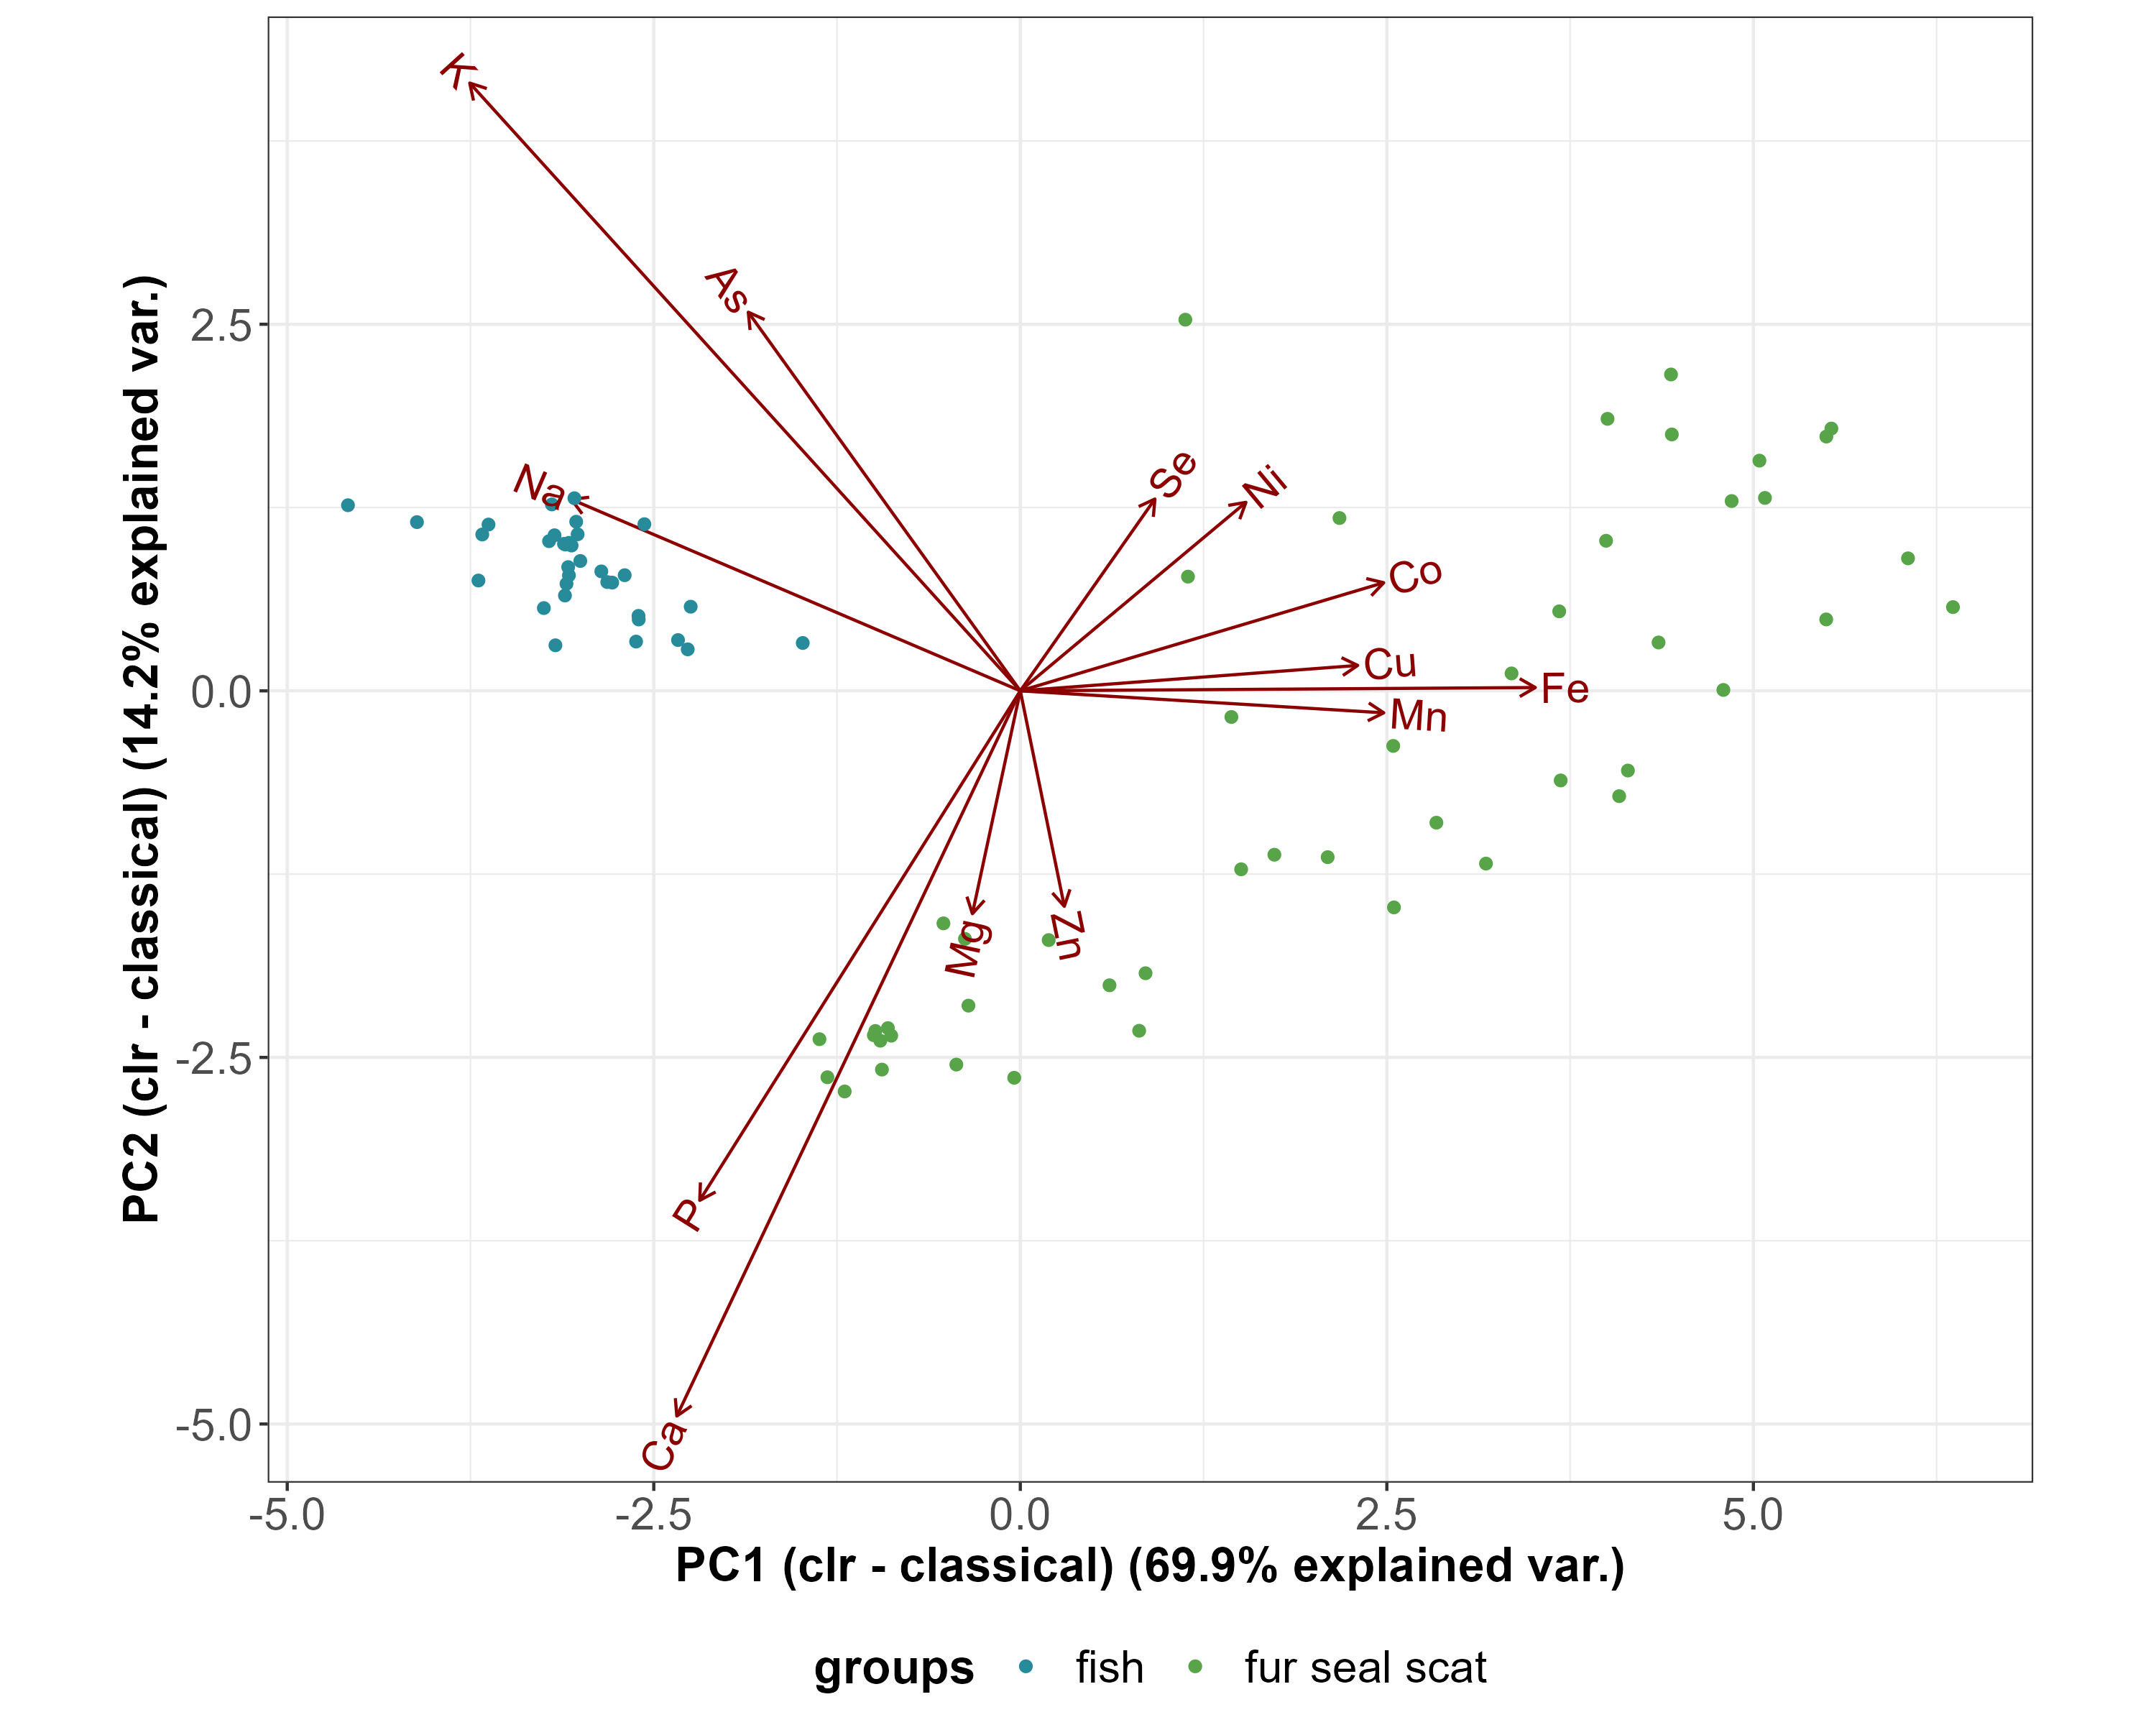 K
As
2.5
Se
Na
Ni
Co
Cu
0.0
Fe
Mn
Mg
Zn
-2.5
P
-5.0
Ca
PC2 (clr - classical) (14.2% explained var.)
-5.0 -2.5 0.0 2.5 5.0
PC1 (clr - classical) (69.9% explained var.)
groups fish fur seal scat